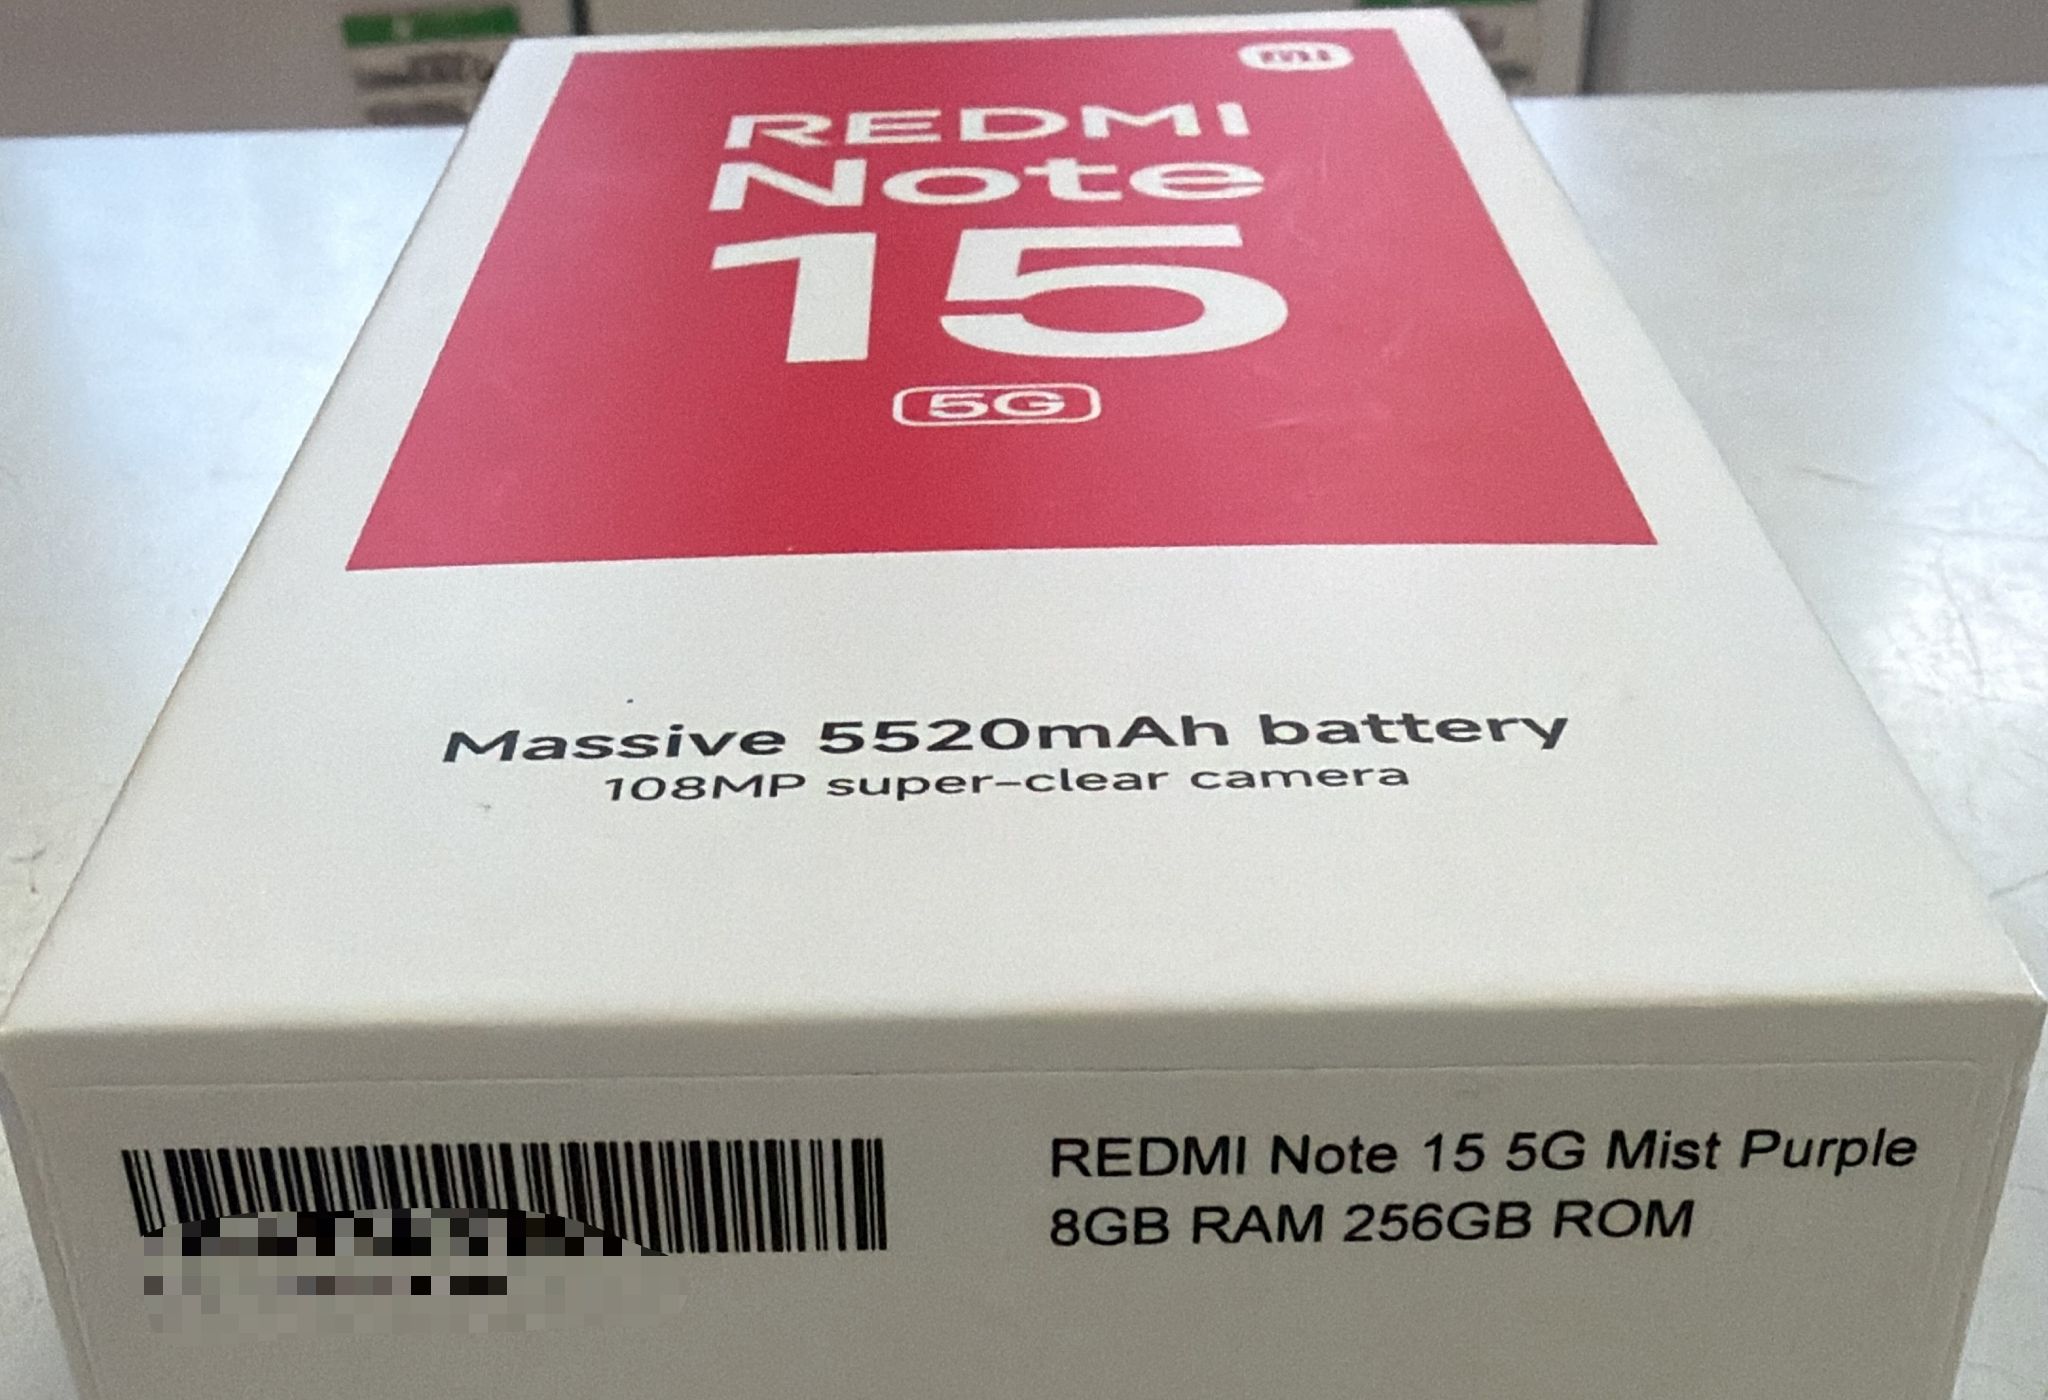 mi
REDMI
Note
15
5G
Massive 5520mAh battery
108MP super-clear camera
REDMI Note 15 5G Mist Purple
8GB RAM 256GB ROM